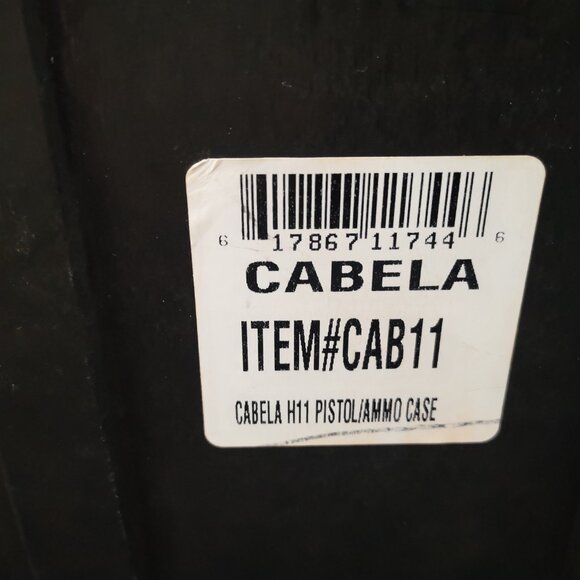 6 17867 11744 6
CABELA
ITEM#CAB11
CABELA H11 PISTOL/AMMO CASE